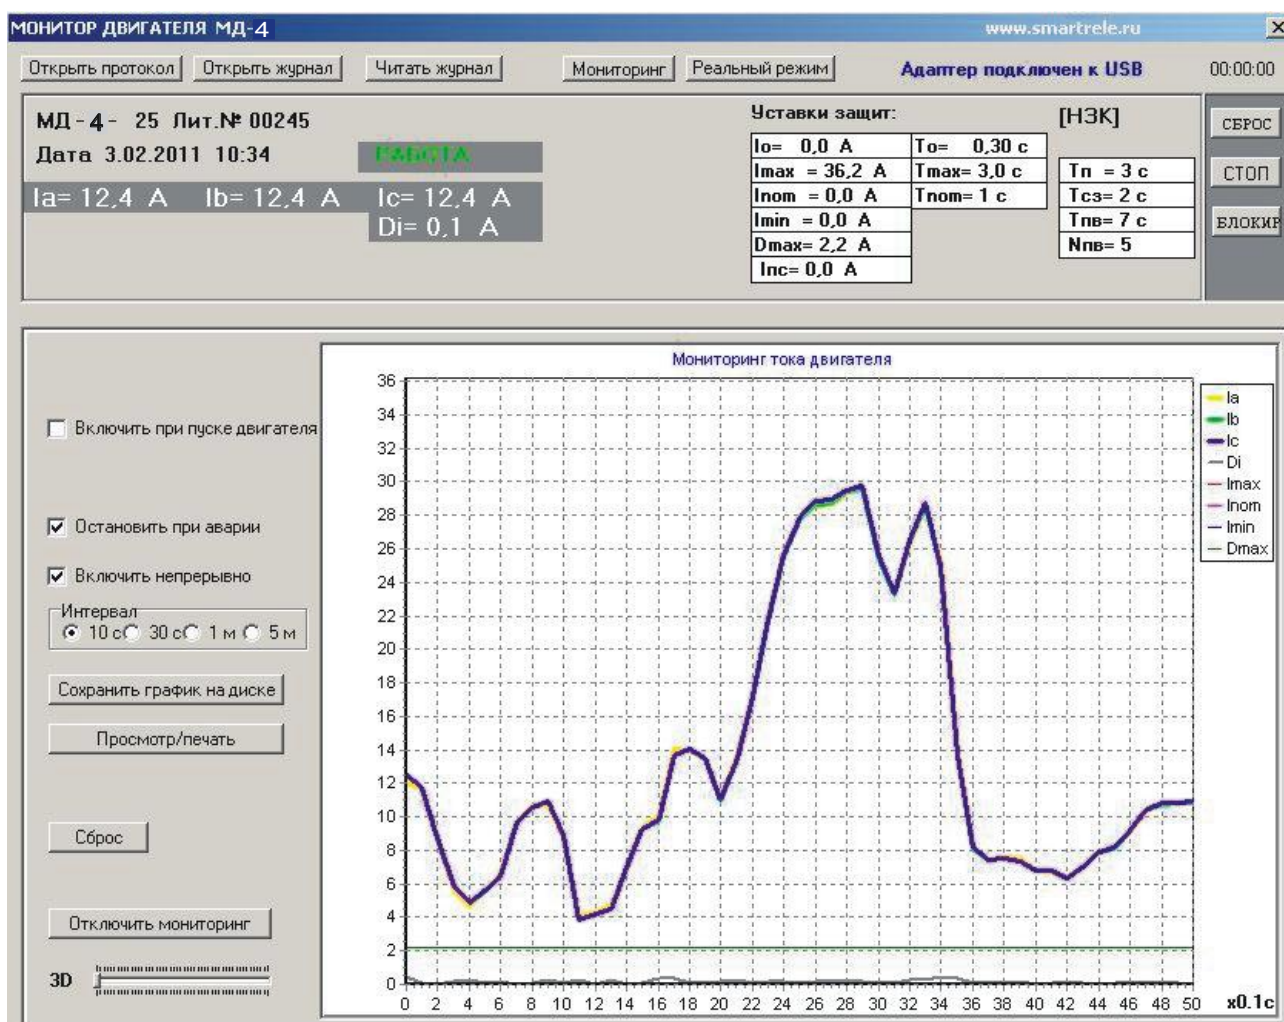 МОНИТОР ДВИГАТЕЛЯ МД-4 www.smartrele.ru
Открыть протокол Открыть журнал Читать журнал Мониторинг Реальный режим Адаптер подключен к USB 00:00:00
МД - 4 - 25 Лит.№ 00245
Дата 3.02.2011 10:34 РАБОТА
Ia= 12,4 A Ib= 12,4 A Ic= 12,4 A
Di= 0,1 A
Уставки защит: [НЗК]
Io= 0,0 A To= 0,30 с
Imax = 36,2 A Tmax= 3,0 с Тп = 3 с
Inom = 0,0 A Tnom= 1 с Тсз= 2 с
Imin = 0,0 A Тпв= 7 с
Dmax= 2,2 A Nпв= 5
Iпс= 0,0 A
СБРОС
СТОП
БЛОКИР
Включить при пуске двигателя
Остановить при аварии
Включить непрерывно
Интервал
10 с 30 с 1 м 5 м
Сохранить график на диске
Просмотр/печать
Сброс
Отключить мониторинг
3D
Мониторинг тока двигателя
36
34
32
30
28
26
24
22
20
18
16
14
12
10
8
6
4
2
0
0 2 4 6 8 10 12 14 16 18 20 22 24 26 28 30 32 34 36 38 40 42 44 46 48 50 x0.1с
Ia
Ib
Ic
Di
Imax
Inom
Imin
Dmax